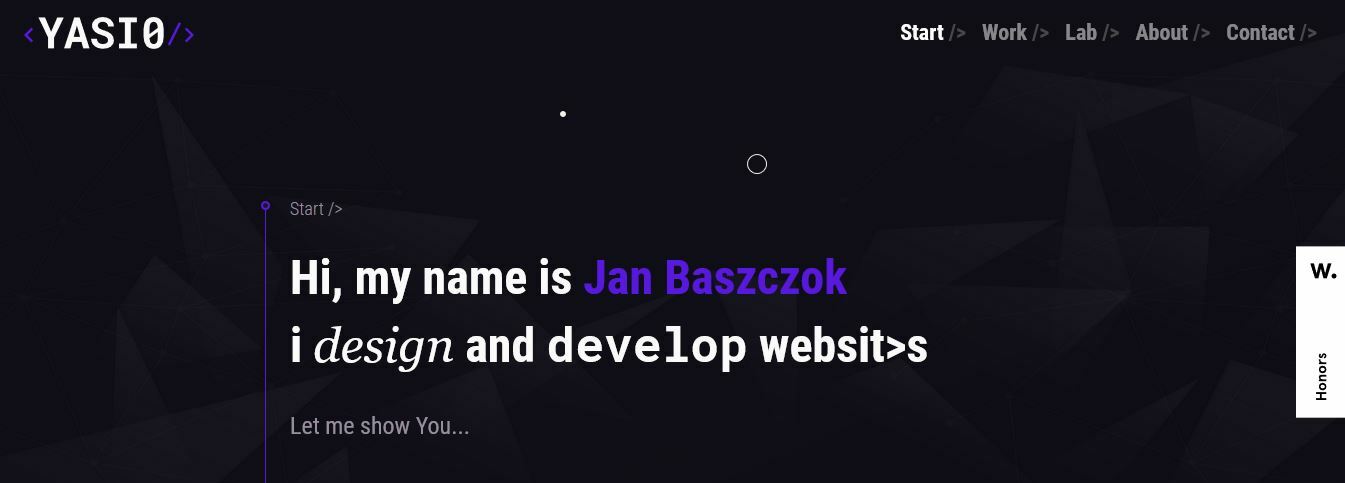 <YASI0/>
Start /> Work /> Lab /> About /> Contact />
Start />
Hi, my name is Jan Baszczok
i design and develop websit>s
Let me show You...
W.
Honors